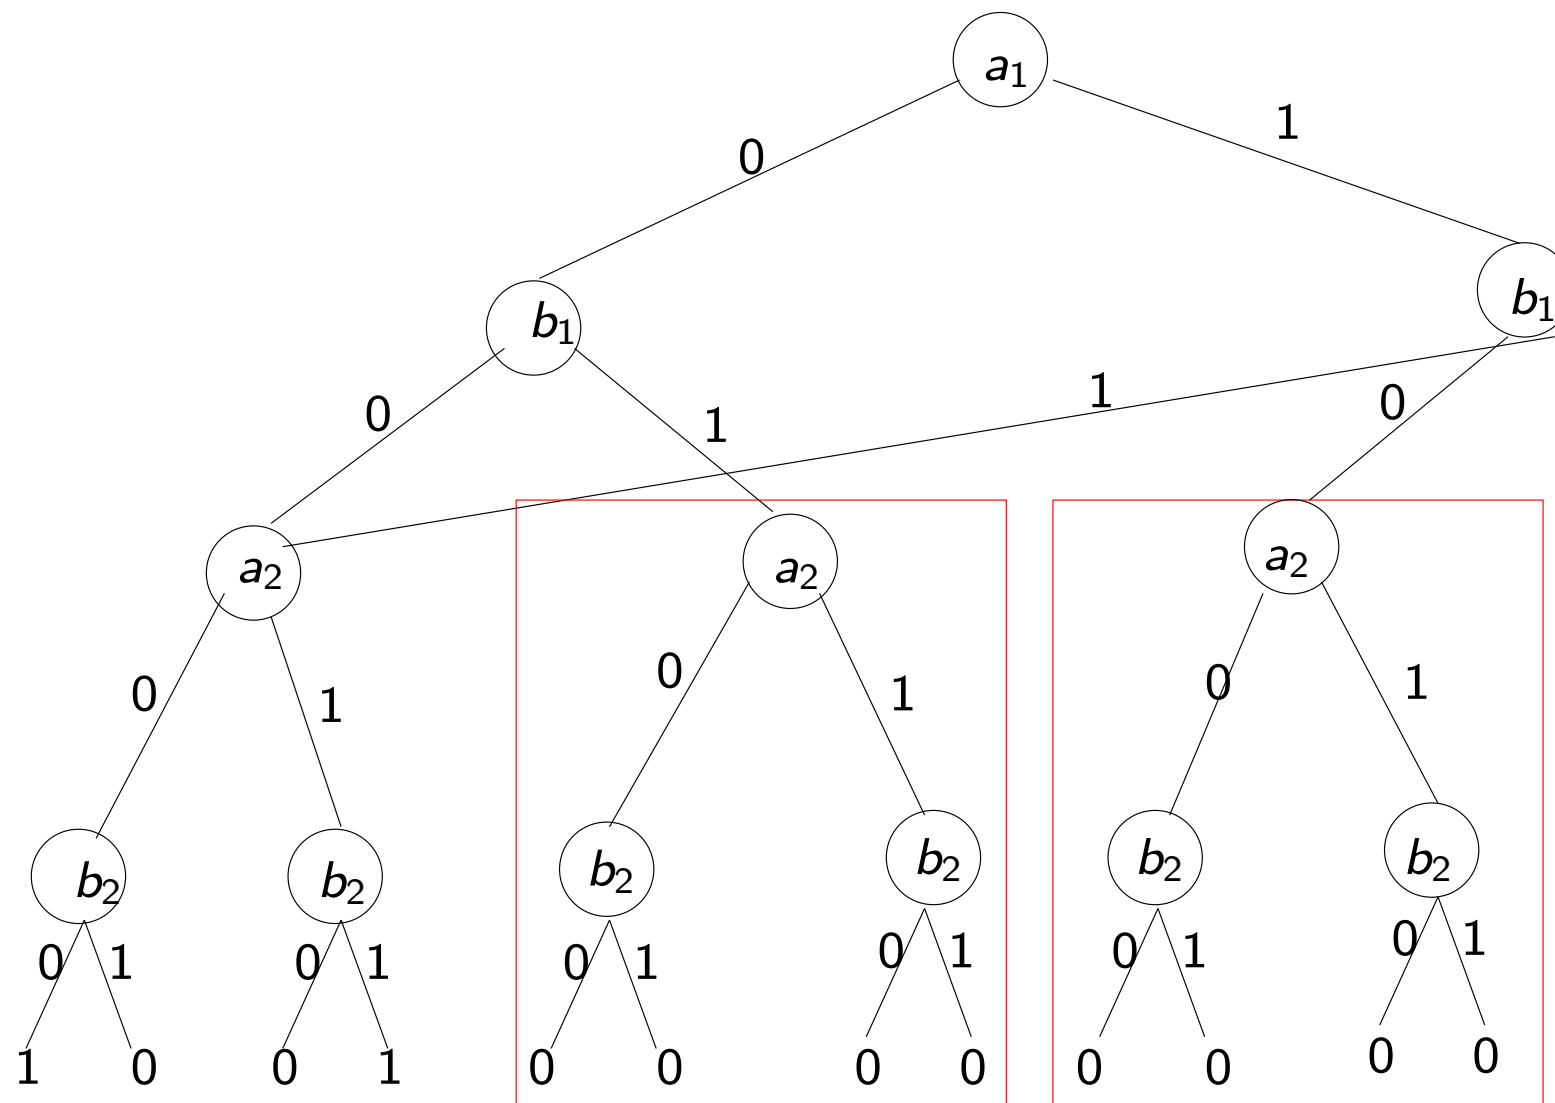 a₁
0 1
b₁ b₁
0 1 1 0
a₂ a₂ a₂
0 1 0 1 0 1
b₂ b₂ b₂ b₂ b₂ b₂
0 1 0 1 0 1 0 1 0 1 0 1
1 0 0 1 0 0 0 0 0 0 0 0